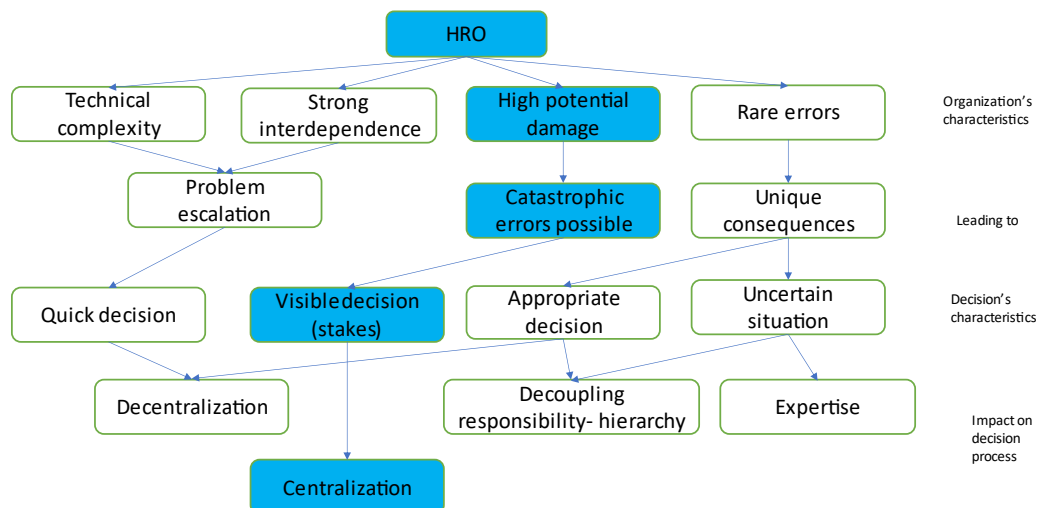 HRO
Technical
complexity
Strong
interdependence
High potential
damage
Rare errors
Organization's
characteristics
Problem
escalation
Catastrophic
errors possible
Unique
consequences
Leading to
Quick decision
Visible decision
(stakes)
Appropriate
decision
Uncertain
situation
Decision's
characteristics
Decentralization
Decoupling
responsibility- hierarchy
Expertise
Impact on
decision
process
Centralization